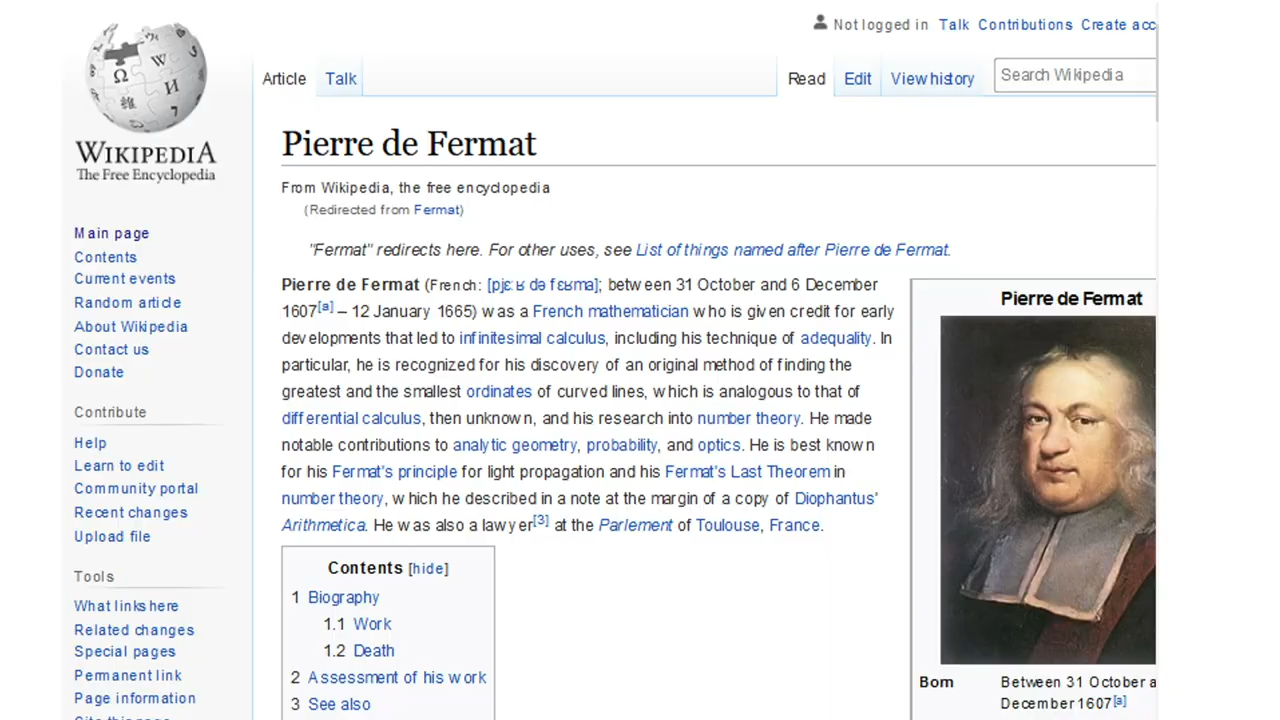 Not logged in Talk Contributions Create acc
Article Talk Read Edit View history Search Wikipedia
WIKIPEDIA
The Free Encyclopedia
Main page
Contents
Current events
Random article
About Wikipedia
Contact us
Donate
Contribute
Help
Learn to edit
Community portal
Recent changes
Upload file
Tools
What links here
Related changes
Special pages
Permanent link
Page information
Cite this page
Pierre de Fermat
From Wikipedia, the free encyclopedia
(Redirected from Fermat)
"Fermat" redirects here. For other uses, see List of things named after Pierre de Fermat.
Pierre de Fermat (French: [pjɛːʁ də fɛʁma]; between 31 October and 6 December
1607[a] – 12 January 1665) was a French mathematician who is given credit for early
developments that led to infinitesimal calculus, including his technique of adequality. In
particular, he is recognized for his discovery of an original method of finding the
greatest and the smallest ordinates of curved lines, which is analogous to that of
differential calculus, then unknown, and his research into number theory. He made
notable contributions to analytic geometry, probability, and optics. He is best known
for his Fermat's principle for light propagation and his Fermat's Last Theorem in
number theory, which he described in a note at the margin of a copy of Diophantus'
Arithmetica. He was also a lawyer[3] at the Parlement of Toulouse, France.
Contents [hide]
1 Biography
1.1 Work
1.2 Death
2 Assessment of his work
3 See also
Pierre de Fermat
Born Between 31 October a
December 1607[a]